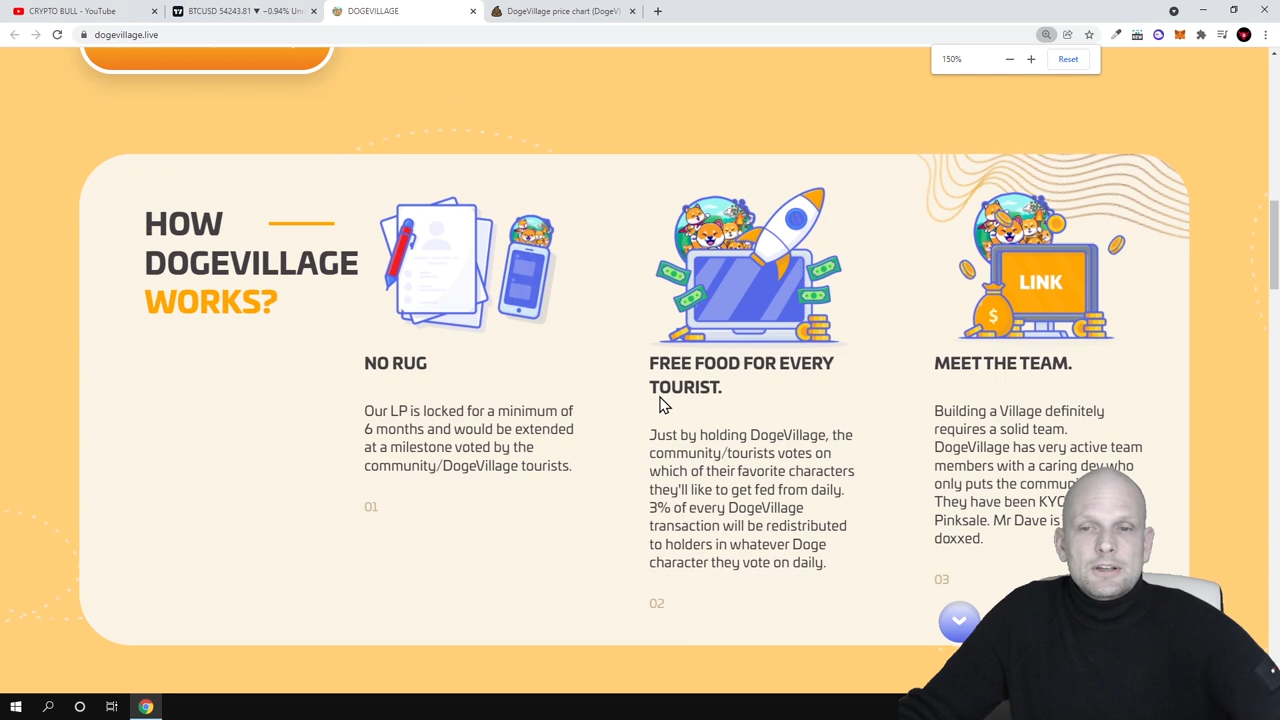 CRYPTO BULL - YouTube
BTCUSD 54243.81 ▼ −0.94% Unn
DOGEVILLAGE
DogeVillage price chart (DogeV)
dogevillage.live
150%
Reset
HOW
DOGEVILLAGE
WORKS?
NO RUG
Our LP is locked for a minimum of
6 months and would be extended
at a milestone voted by the
community/DogeVillage tourists.
01
FREE FOOD FOR EVERY
TOURIST.
Just by holding DogeVillage, the
community/tourists votes on
which of their favorite characters
they'll like to get fed from daily.
3% of every DogeVillage
transaction will be redistributed
to holders in whatever Doge
character they vote on daily.
02
LINK
$
MEET THE TEAM.
Building a Village definitely
requires a solid team.
DogeVillage has very active team
members with a caring dev who
only puts the commun
They have been KYC
Pinksale. Mr Dave is
doxxed.
03